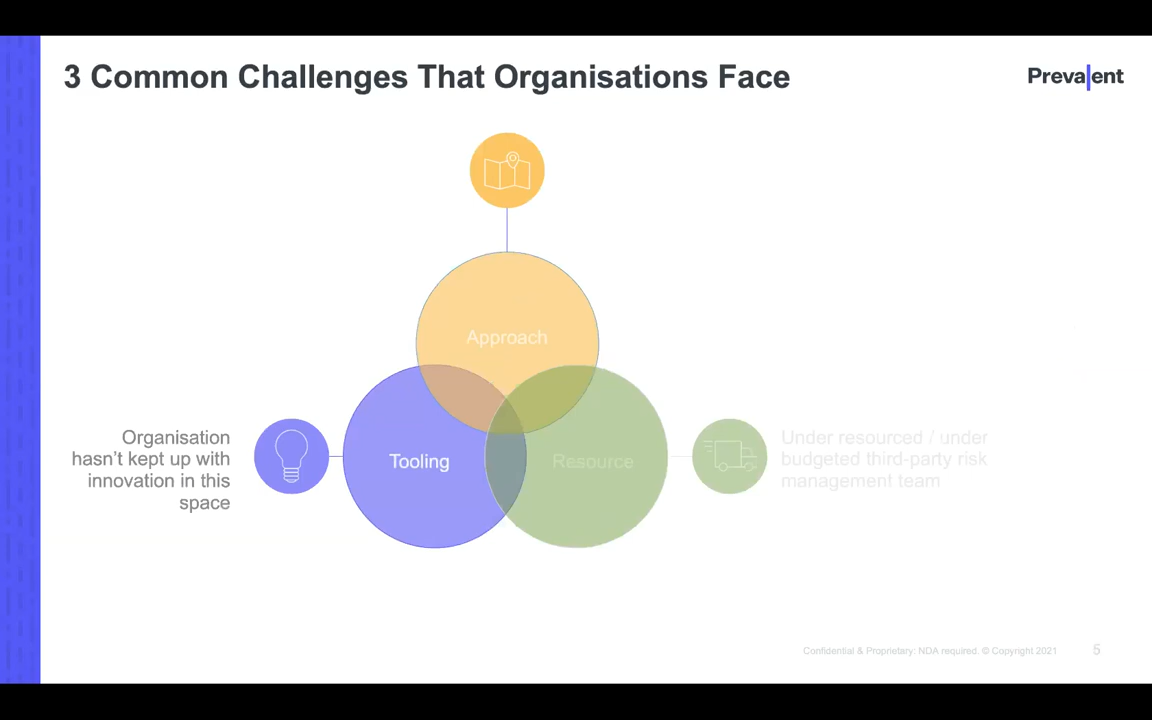 3 Common Challenges That Organisations Face
Prevalent
Approach
Organisation
hasn't kept up with
innovation in this
space
Tooling
Resource
Under resourced / under
budgeted third-party risk
management team
Confidential & Proprietary: NDA required. © Copyright 2021
5